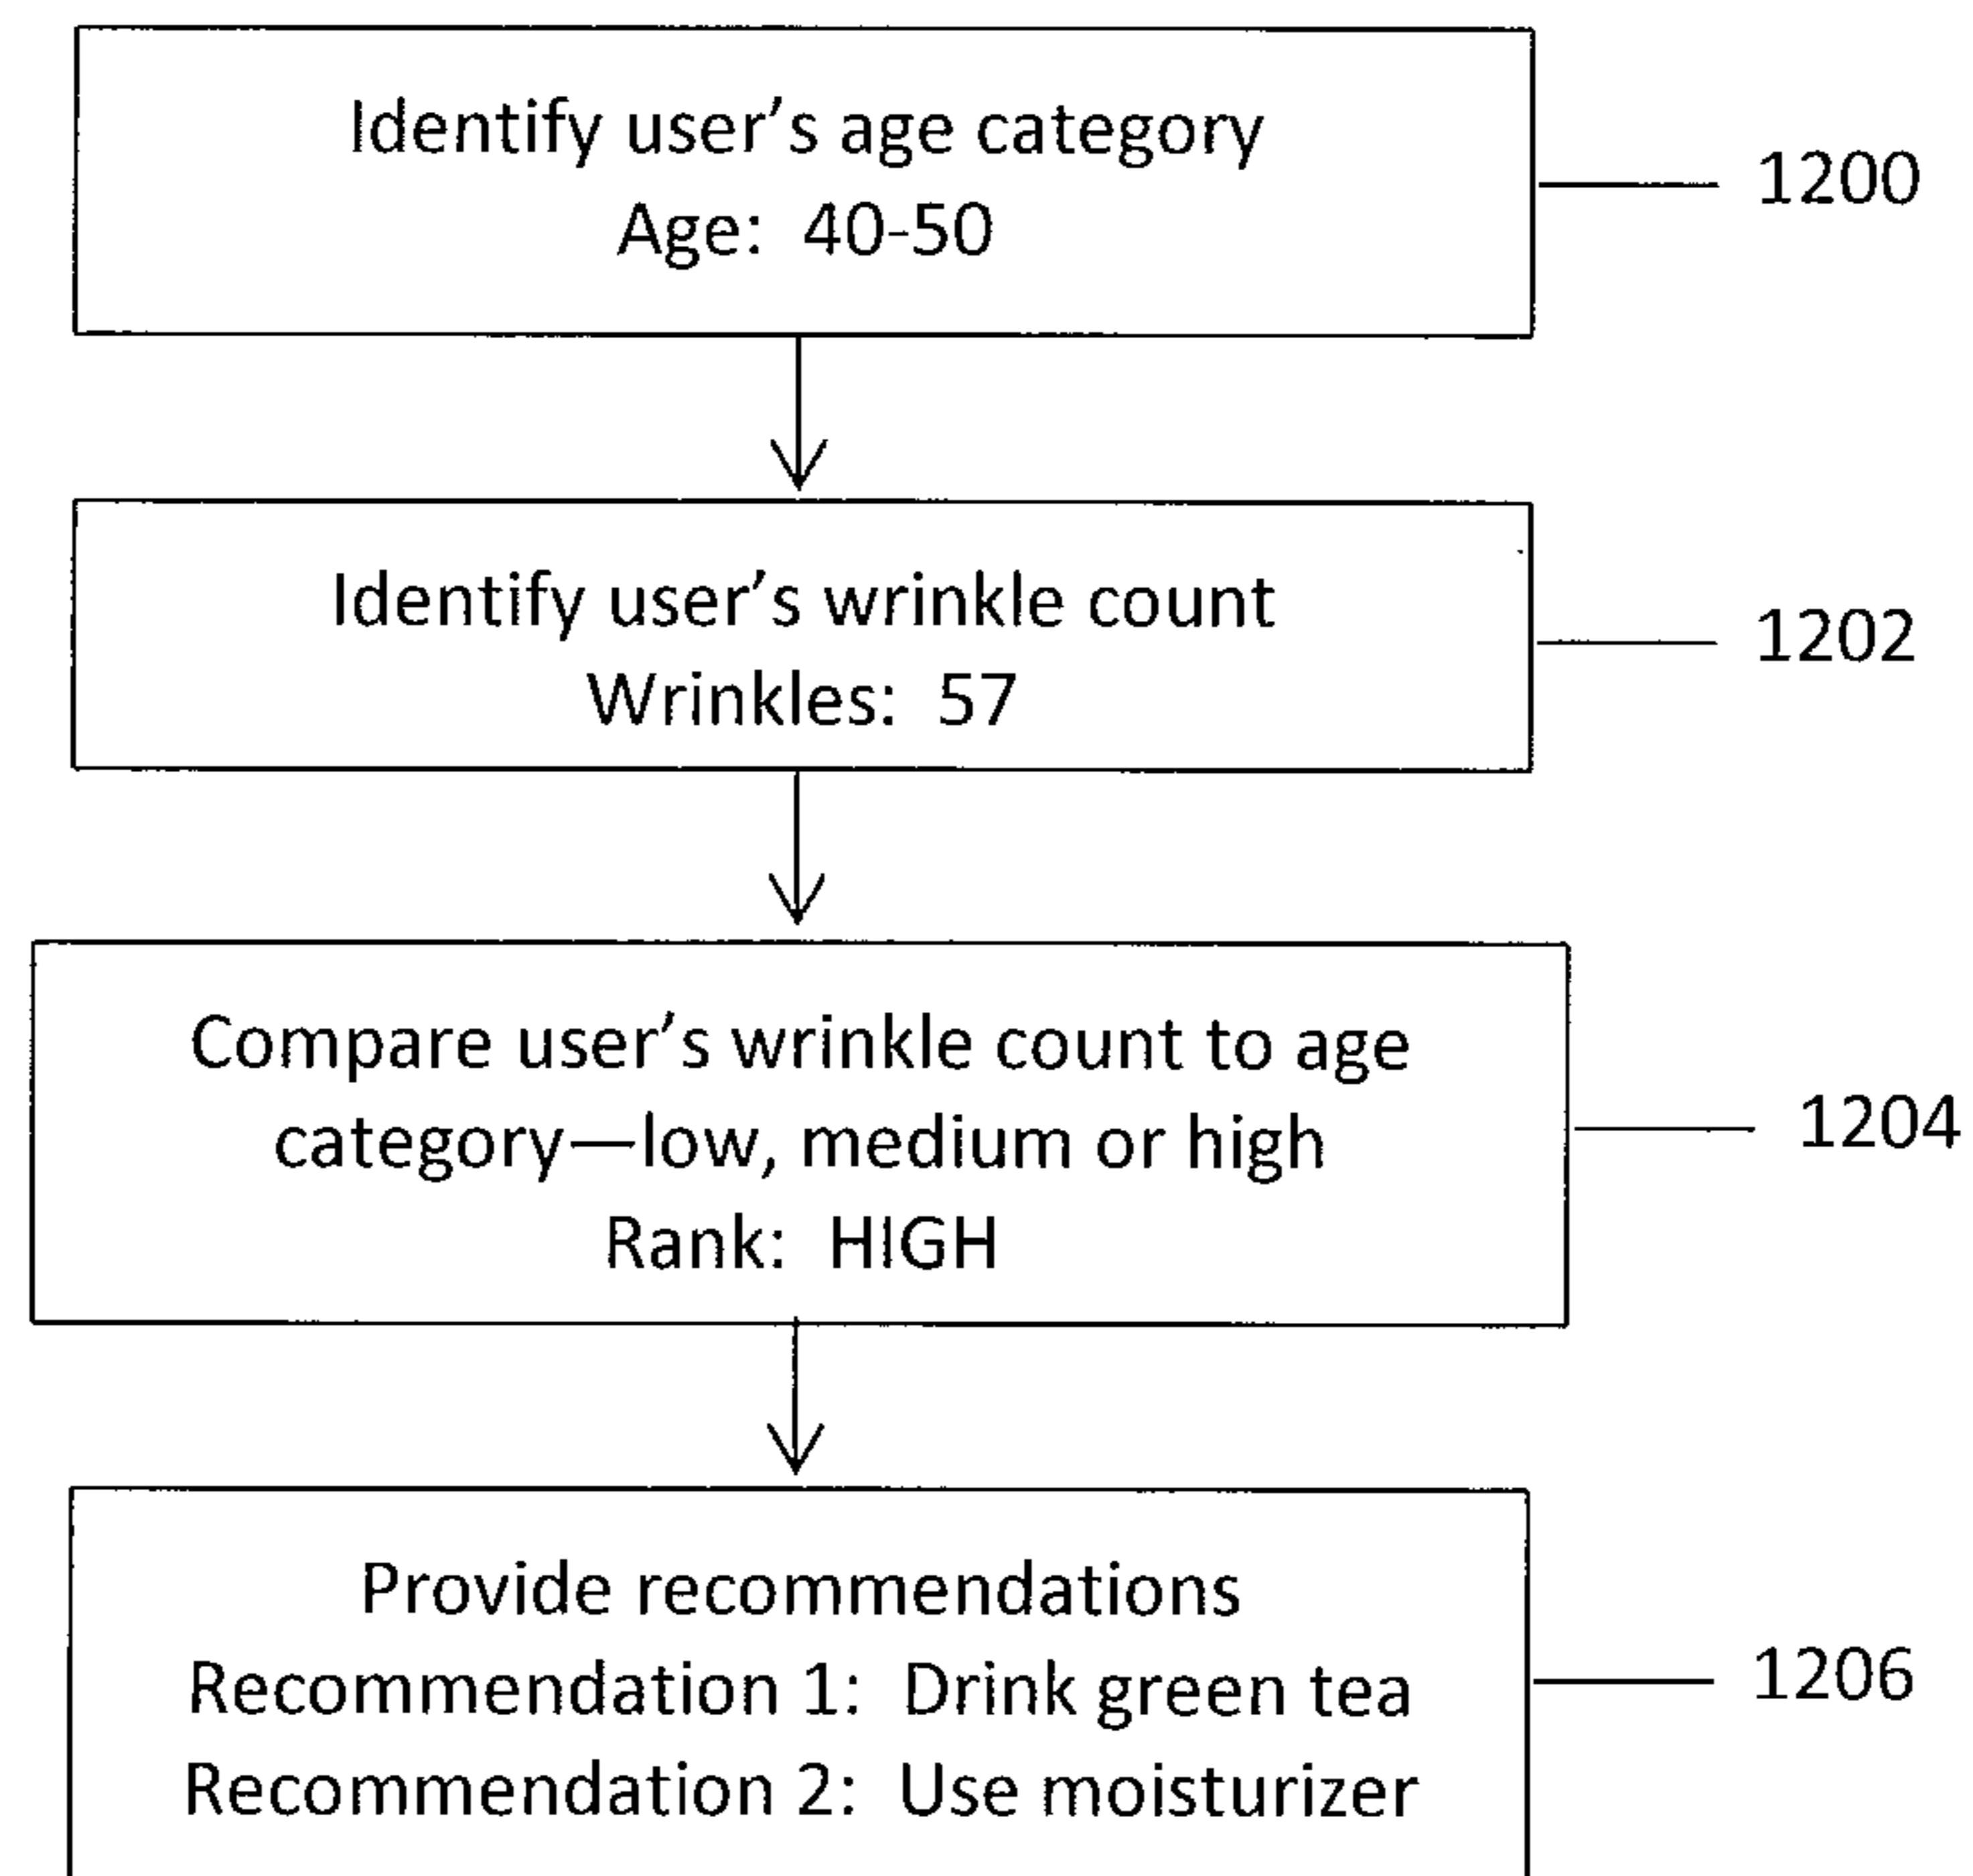 Identify user's age category
Age: 40-50
1200
Identify user's wrinkle count
Wrinkles: 57
1202
Compare user's wrinkle count to age
category—low, medium or high
Rank: HIGH
1204
Provide recommendations
Recommendation 1: Drink green tea
Recommendation 2: Use moisturizer
1206